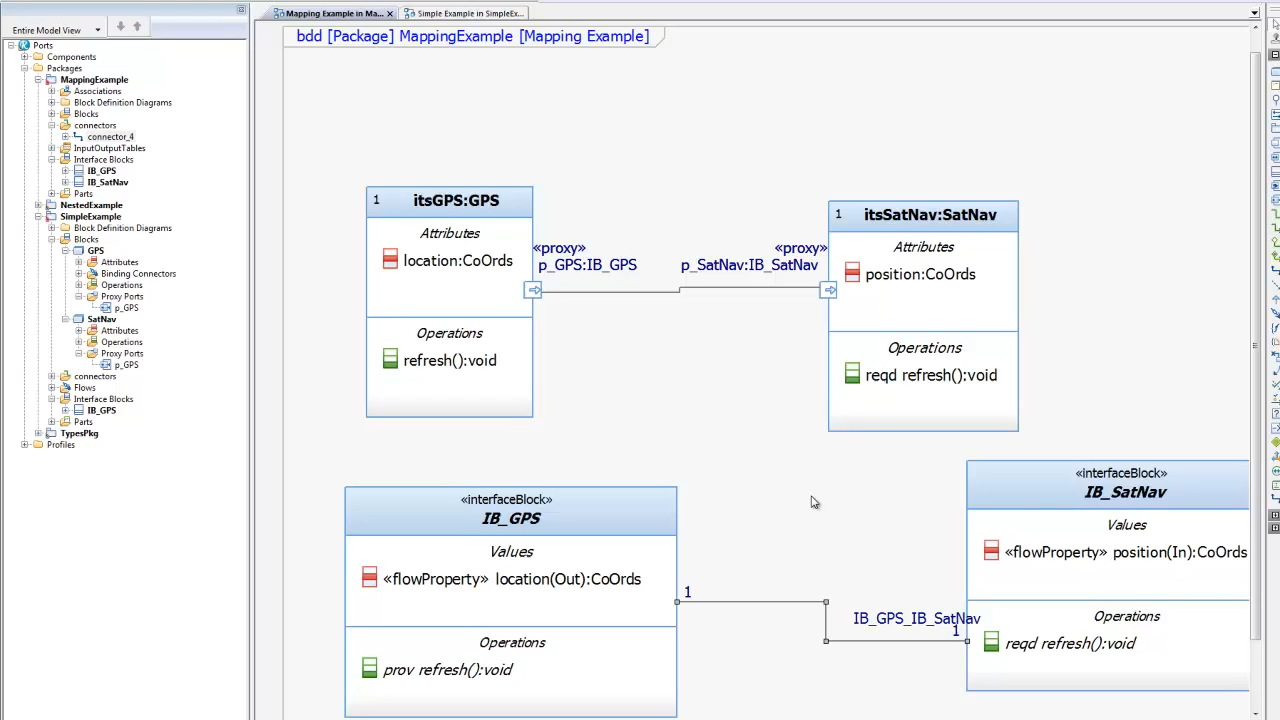 Entire Model View
Ports
Components
Packages
MappingExample
Associations
Block Definition Diagrams
Blocks
connectors
connector_4
InputOutputTables
Interface Blocks
IB_GPS
IB_SatNav
Parts
NestedExample
SimpleExample
Block Definition Diagrams
Blocks
GPS
Attributes
Binding Connectors
Operations
Proxy Ports
p_GPS
SatNav
Attributes
Operations
Proxy Ports
p_GPS
connectors
Flows
Interface Blocks
IB_GPS
Parts
TypesPkg
Profiles
Mapping Example in Ma...
Simple Example in SimpleEx...
bdd [Package] MappingExample [Mapping Example]
1 itsGPS:GPS
Attributes
location:CoOrds
Operations
refresh():void
«proxy»
p_GPS:IB_GPS
«proxy»
p_SatNav:IB_SatNav
1 itsSatNav:SatNav
Attributes
position:CoOrds
Operations
reqd refresh():void
«interfaceBlock»
IB_GPS
Values
«flowProperty» location(Out):CoOrds
Operations
prov refresh():void
1
IB_GPS_IB_SatNav
1
«interfaceBlock»
IB_SatNav
Values
«flowProperty» position(In):CoOrds
Operations
reqd refresh():void